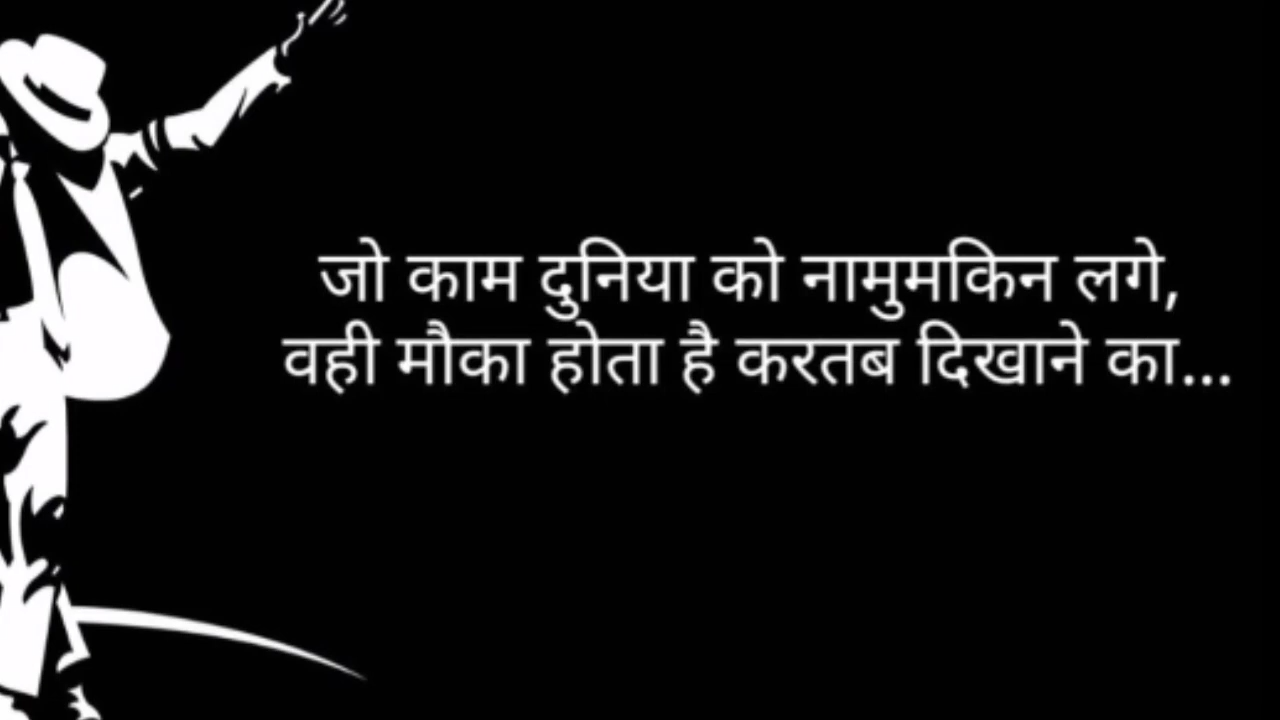 जो काम दुनिया को नामुमकिन लगे,
वही मौका होता है करतब दिखाने का...